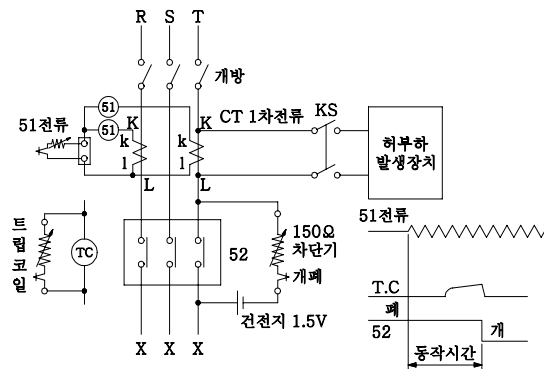 R S T
개방
51
51
51전류
K
k
l
L
K
k
l
L
CT 1차전류
KS
허부하
발생장치
트립코일
TC
52
150Ω
차단기
개폐
건전지 1.5V
X X X
51전류
T.C
폐
52
개
동작시간